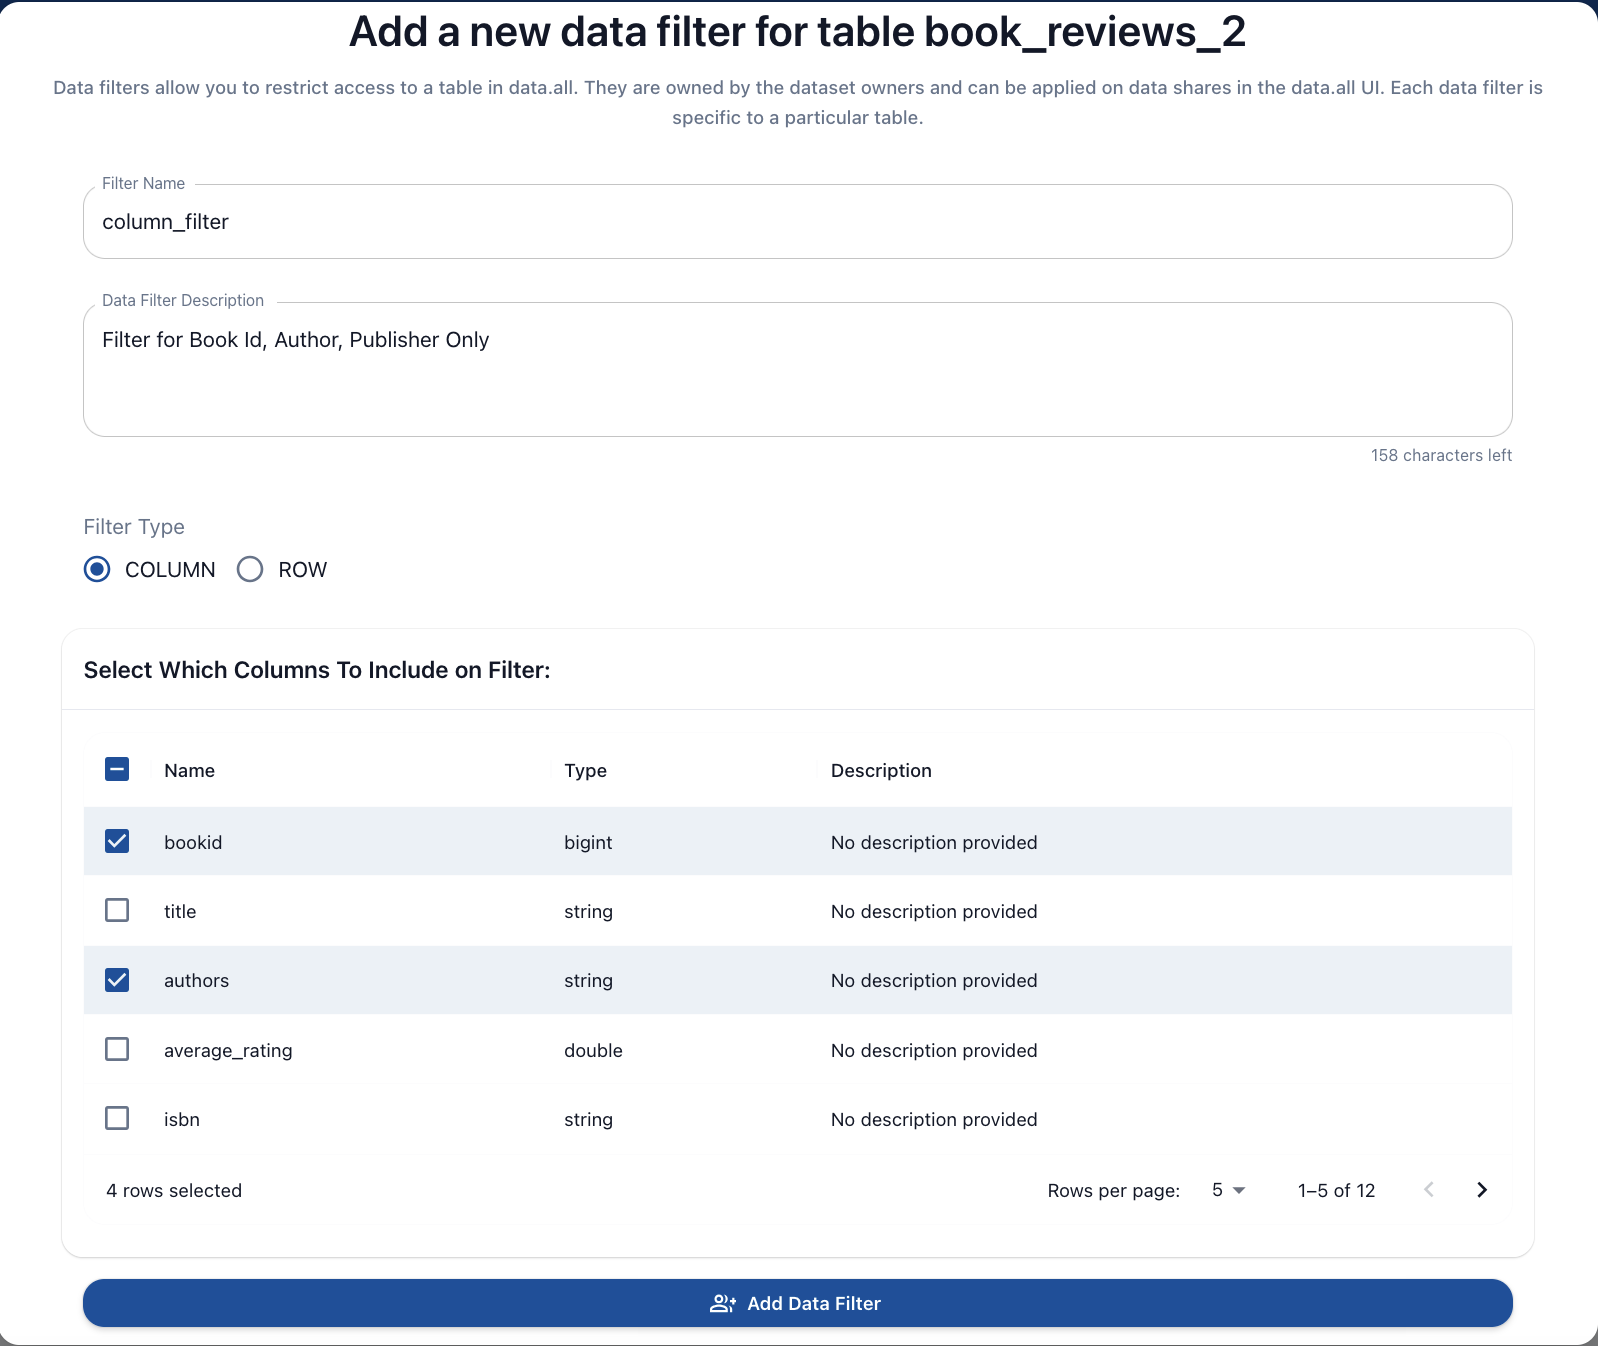 Add a new data filter for table book_reviews_2
Data filters allow you to restrict access to a table in data.all. They are owned by the dataset owners and can be applied on data shares in the data.all UI. Each data filter is
specific to a particular table.
Filter Name
column_filter
Data Filter Description
Filter for Book Id, Author, Publisher Only
158 characters left
Filter Type
COLUMN ROW
Select Which Columns To Include on Filter:
Name Type Description
bookid bigint No description provided
title string No description provided
authors string No description provided
average_rating double No description provided
isbn string No description provided
4 rows selected Rows per page: 5 1–5 of 12
Add Data Filter